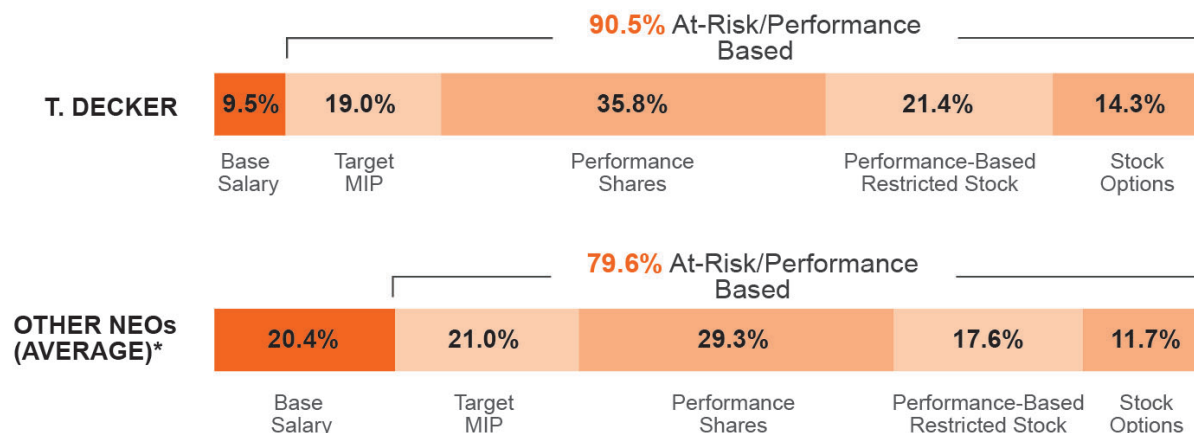 90.5% At-Risk/Performance
Based
T. DECKER
9.5% 19.0% 35.8% 21.4% 14.3%
Base Target Performance Performance-Based Stock
Salary MIP Shares Restricted Stock Options
79.6% At-Risk/Performance
Based
OTHER NEOs
(AVERAGE)*
20.4% 21.0% 29.3% 17.6% 11.7%
Base Target Performance Performance-Based Stock
Salary MIP Shares Restricted Stock Options